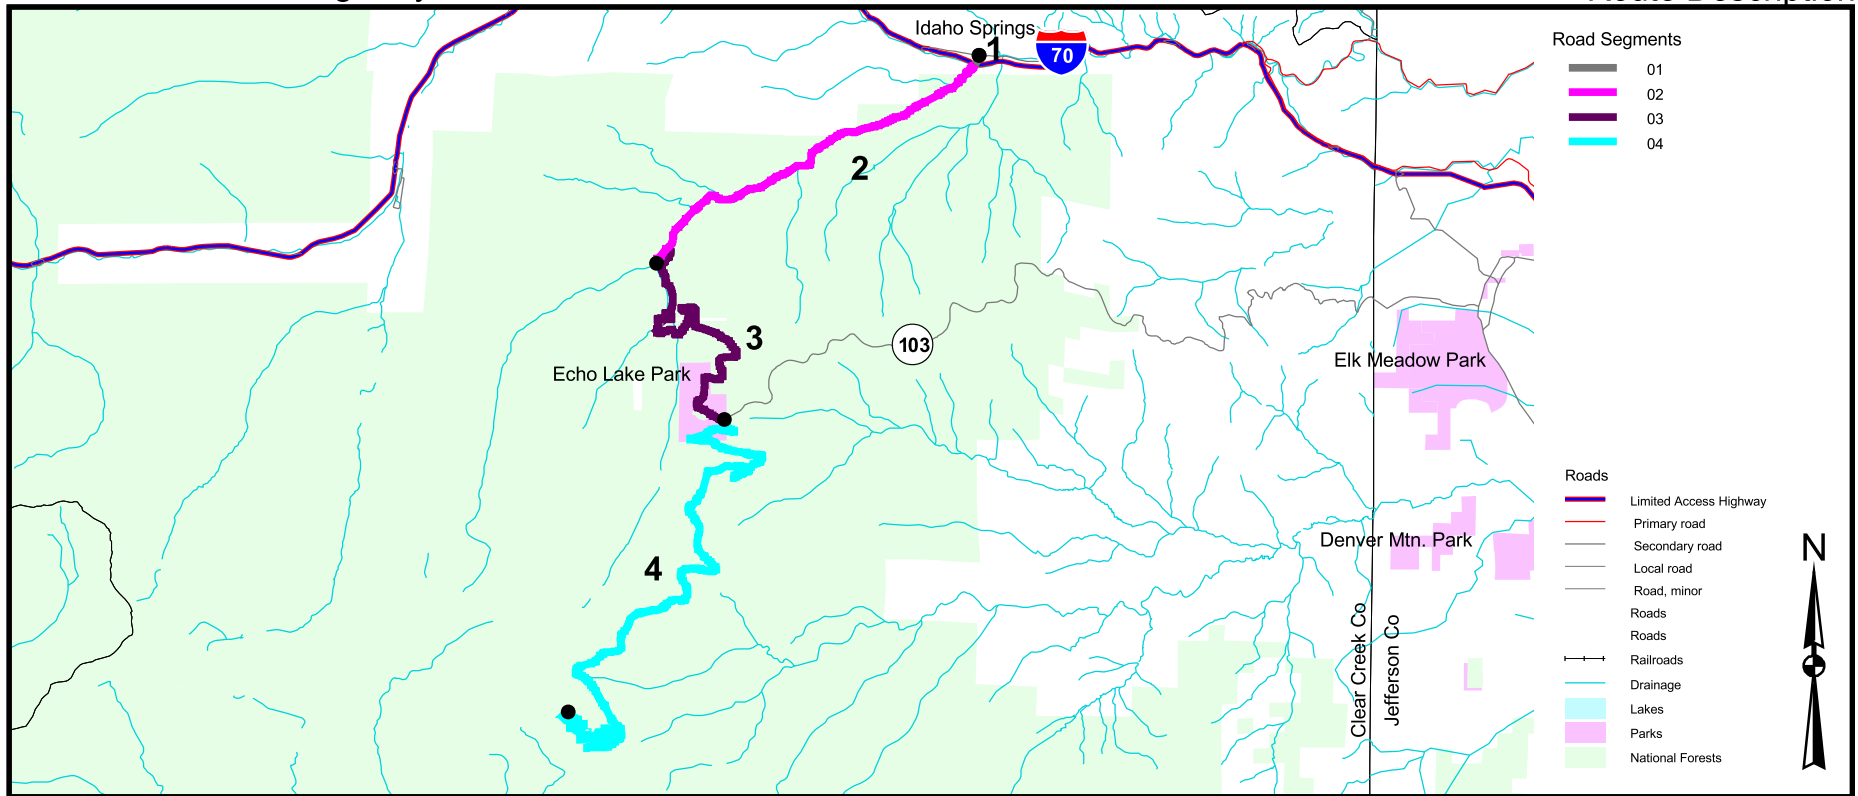 Idaho Springs
1
70
2
3
103
Echo Lake Park
Elk Meadow Park
4
Denver Mtn. Park
Clear Creek Co
Jefferson Co
Road Segments
01
02
03
04
Roads
Limited Access Highway
Primary road
Secondary road
Local road
Road, minor
Roads
Roads
Railroads
Drainage
Lakes
Parks
National Forests
N